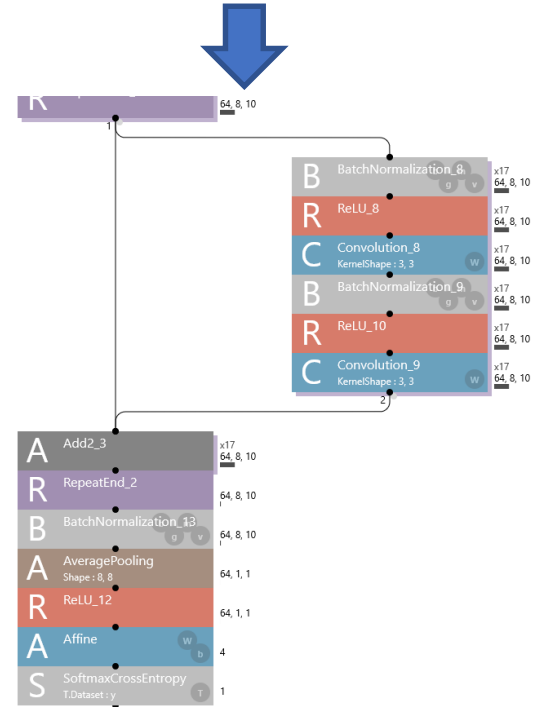 R
64, 8, 10
1
B BatchNormalization_8 g v
x17
64, 8, 10
R ReLU_8
x17
64, 8, 10
C Convolution_8
KernelShape : 3, 3 W
x17
64, 8, 10
B BatchNormalization_9 g v
x17
64, 8, 10
R ReLU_10
x17
64, 8, 10
C Convolution_9
KernelShape : 3, 3 W
x17
64, 8, 10
2
A Add2_3
x17
64, 8, 10
R RepeatEnd_2
64, 8, 10
B BatchNormalization_13 g v
64, 8, 10
A AveragePooling
Shape : 8, 8
64, 1, 1
R ReLU_12
64, 1, 1
A Affine W b
4
S SoftmaxCrossEntropy
T.Dataset : y T
1